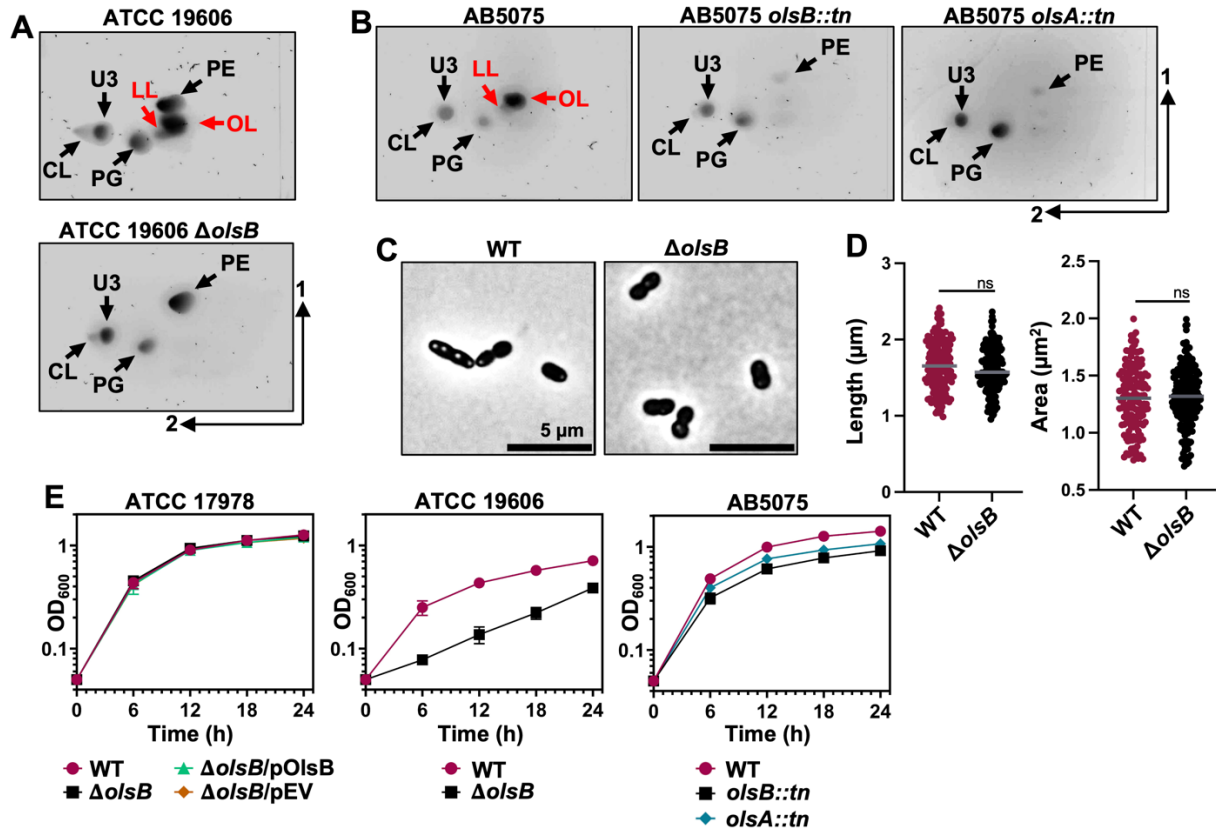 A
ATCC 19606
U3
PE
LL
OL
CL
PG
ATCC 19606 ΔolsB
U3
PE
CL
PG
1
2
B
AB5075
AB5075 olsB::tn
AB5075 olsA::tn
U3
LL
OL
CL
PG
U3
PE
CL
PG
U3
PE
CL
PG
1
2
C
WT
ΔolsB
5 µm
D
Length (µm)
3
2
1
0
ns
WT
ΔolsB
Area (µm²)
2.5
2.0
1.5
1.0
0.5
ns
WT
ΔolsB
E
ATCC 17978
OD₆₀₀
1
0.1
0 6 12 18 24
Time (h)
WT
ΔolsB
ΔolsB/pOlsB
ΔolsB/pEV
ATCC 19606
OD₆₀₀
1
0.1
0 6 12 18 24
Time (h)
WT
ΔolsB
AB5075
OD₆₀₀
1
0.1
0 6 12 18 24
Time (h)
WT
olsB::tn
olsA::tn